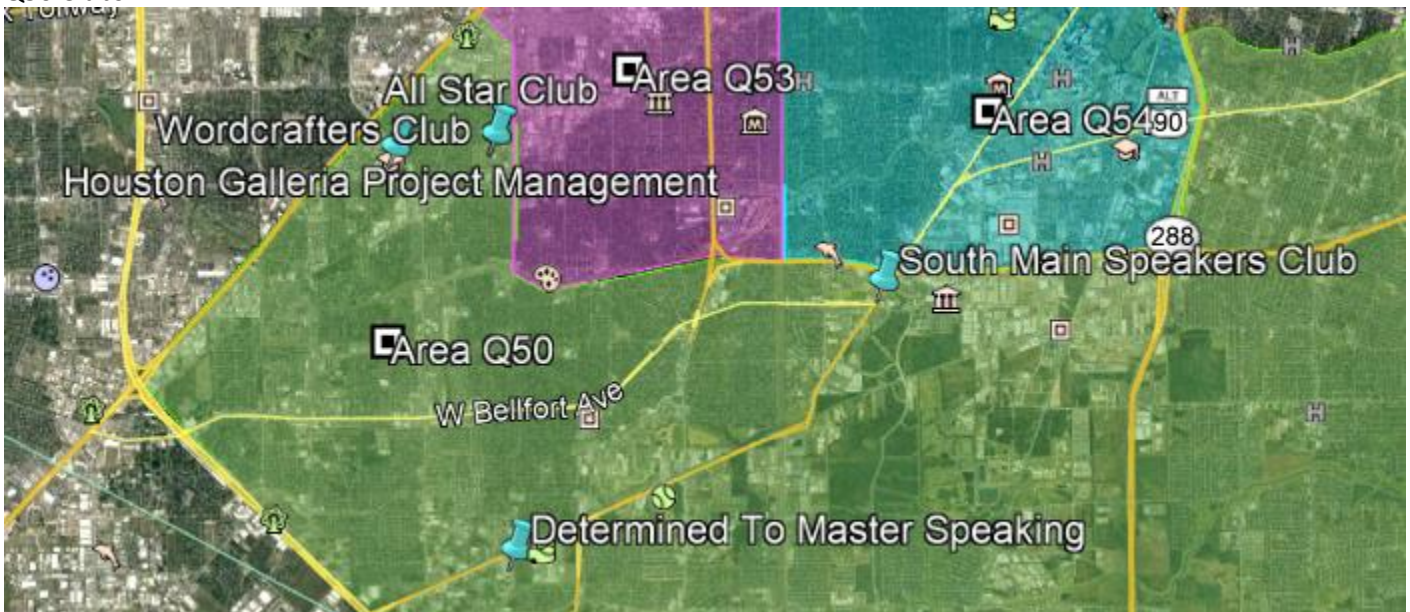 All Star Club
Area Q53
Wordcrafters Club
Area Q54
ALT
90
Houston Galleria Project Management
288
South Main Speakers Club
Area Q50
W Bellfort Ave
Determined To Master Speaking
H
H
H
H
H
M
M